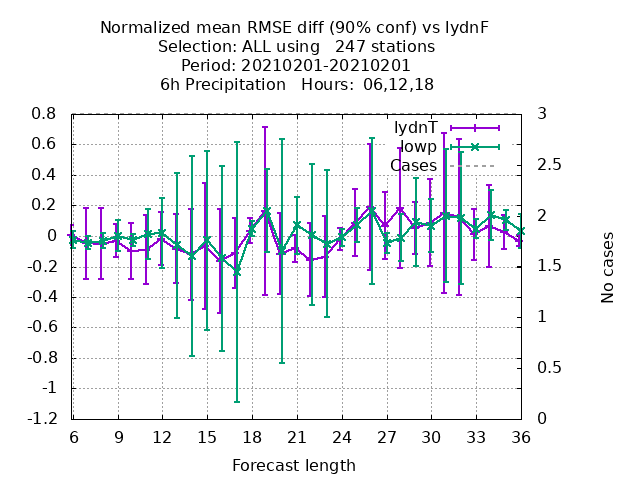 Normalized mean RMSE diff (90% conf) vs lydnF
Selection: ALL using   247 stations
Period: 20210201-20210201
6h Precipitation   Hours:  06,12,18
0.8
0.6
0.4
0.2
0
-0.2
-0.4
-0.6
-0.8
-1
-1.2
3
2.5
2
1.5
1
0.5
0
No cases
lydnT
lowp
Cases
6 9 12 15 18 21 24 27 30 33 36
Forecast length